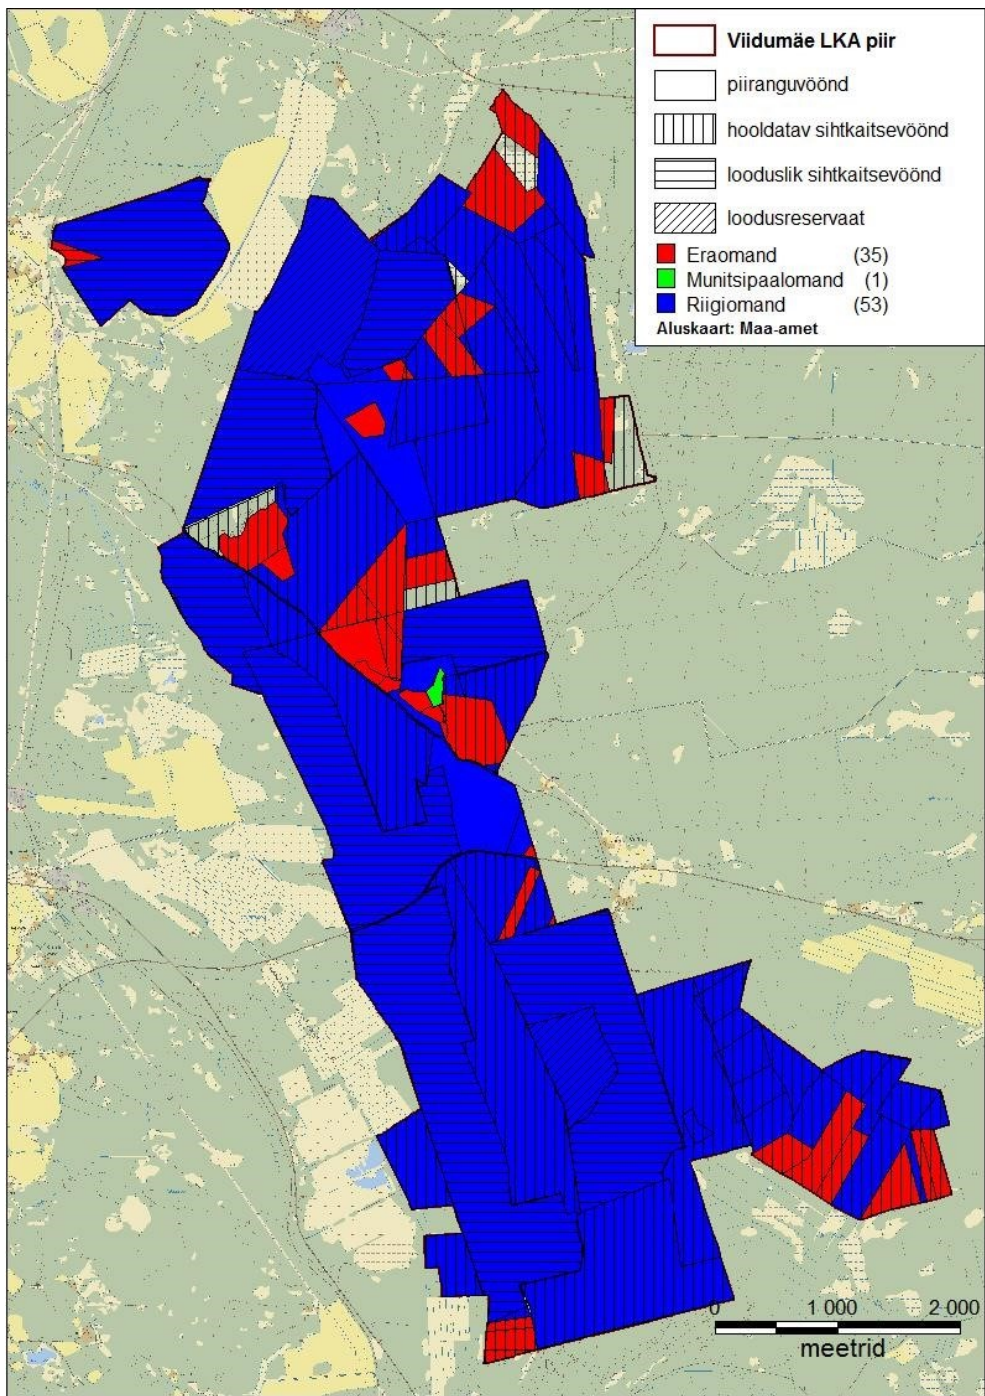 Viidumäe LKA piir
piiranguvöönd
hooldatav sihtkaitsevöönd
looduslik sihtkaitsevöönd
loodusreservaat
Eraomand (35)
Munitsipaalomand (1)
Riigiomand (53)
Aluskaart: Maa-amet
0 1 000 2 000
meetrid